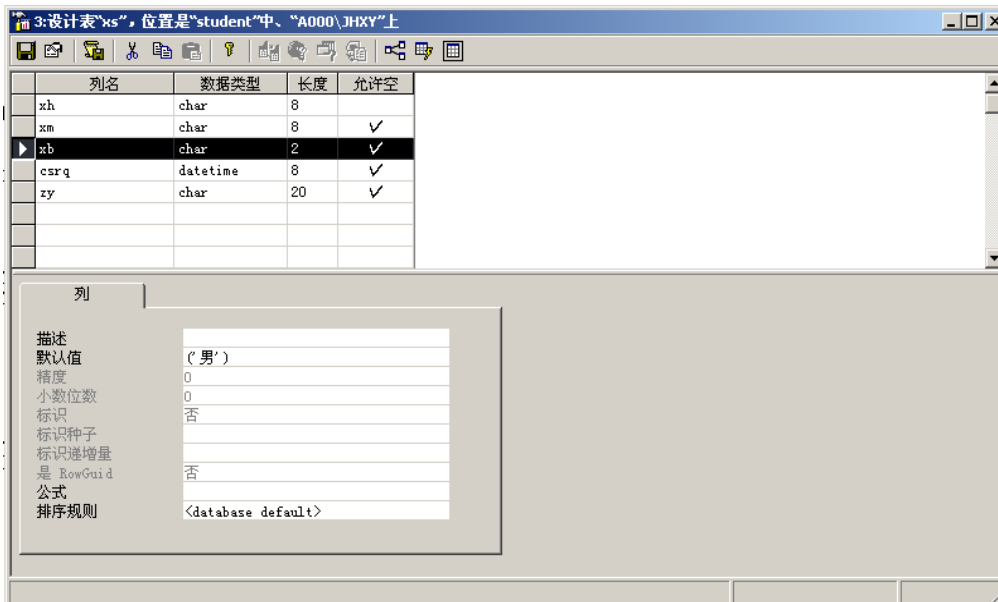 3:设计表“xs”，位置是“student”中、“A000\JHXY”上
列名 数据类型 长度 允许空
xh char 8
xm char 8
xb char 2
csrq datetime 8
zy char 20
列
描述
默认值 ('男')
精度 0
小数位数 0
标识 否
标识种子
标识递增量
是 RowGuid 否
公式
排序规则 <database default>